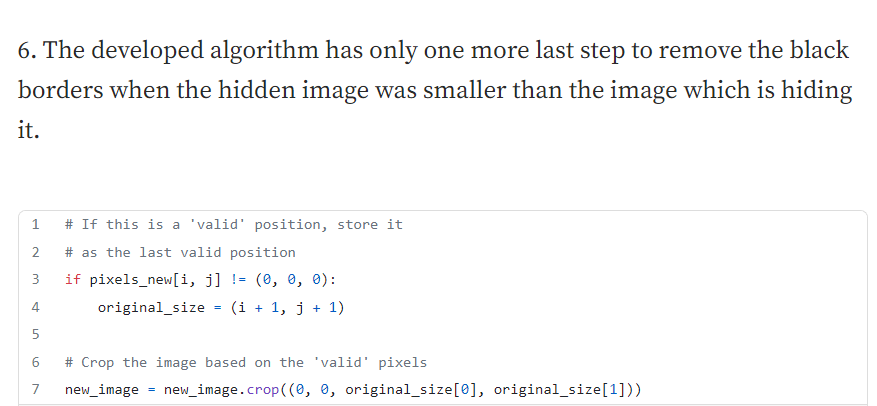 6. The developed algorithm has only one more last step to remove the black
borders when the hidden image was smaller than the image which is hiding
it.
1 # If this is a 'valid' position, store it
2 # as the last valid position
3 if pixels_new[i, j] != (0, 0, 0):
4     original_size = (i + 1, j + 1)
5
6 # Crop the image based on the 'valid' pixels
7 new_image = new_image.crop((0, 0, original_size[0], original_size[1]))